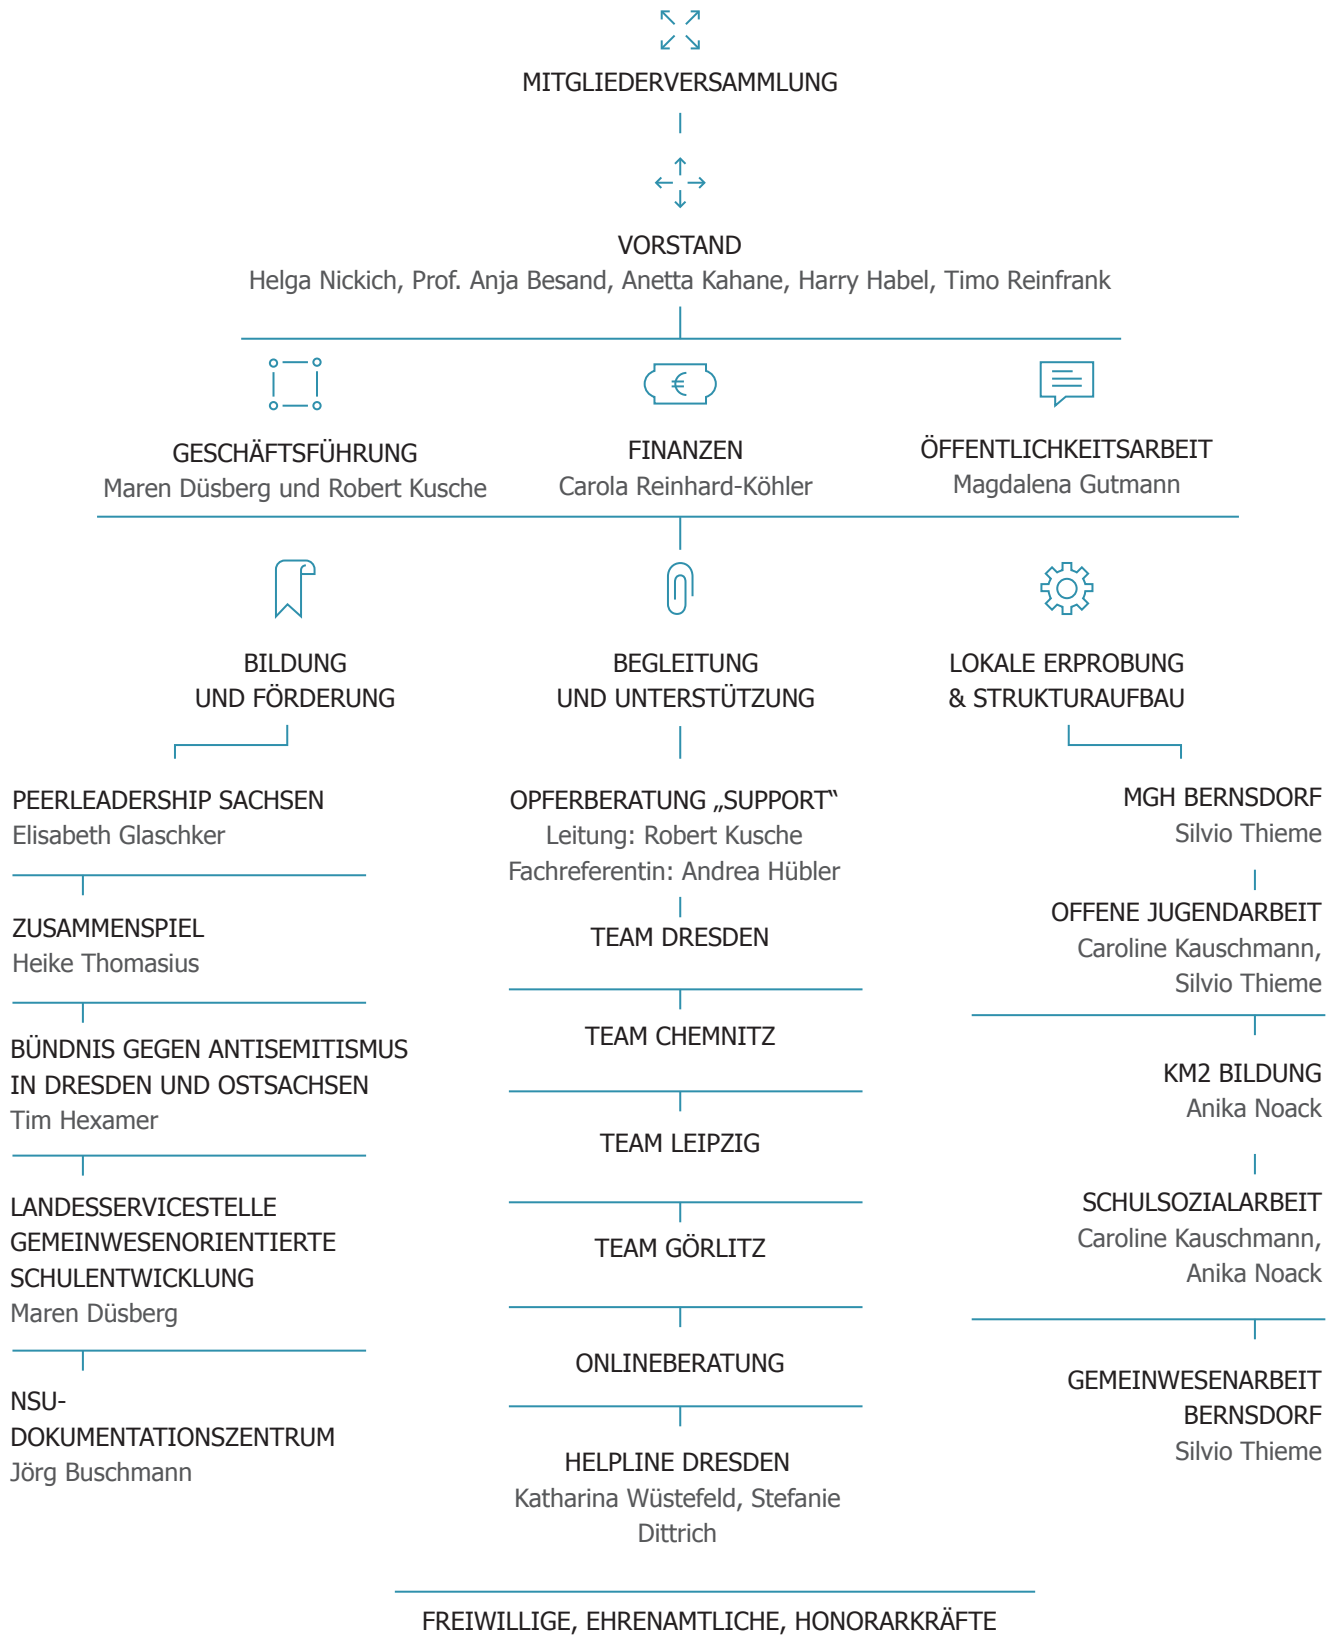 MITGLIEDERVERSAMMLUNG
VORSTAND
Helga Nickich, Prof. Anja Besand, Anetta Kahane, Harry Habel, Timo Reinfrank
GESCHÄFTSFÜHRUNG
Maren Düsberg und Robert Kusche
€
FINANZEN
Carola Reinhard-Köhler
ÖFFENTLICHKEITSARBEIT
Magdalena Gutmann
BILDUNG
UND FÖRDERUNG
PEERLEADERSHIP SACHSEN
Elisabeth Glaschker
ZUSAMMENSPIEL
Heike Thomasius
BÜNDNIS GEGEN ANTISEMITISMUS
IN DRESDEN UND OSTSACHSEN
Tim Hexamer
LANDESSERVICESTELLE
GEMEINWESENORIENTIERTE
SCHULENTWICKLUNG
Maren Düsberg
NSU-
DOKUMENTATIONSZENTRUM
Jörg Buschmann
BEGLEITUNG
UND UNTERSTÜTZUNG
OPFERBERATUNG „SUPPORT“
Leitung: Robert Kusche
Fachreferentin: Andrea Hübler
TEAM DRESDEN
TEAM CHEMNITZ
TEAM LEIPZIG
TEAM GÖRLITZ
ONLINEBERATUNG
HELPLINE DRESDEN
Katharina Wüstefeld, Stefanie
Dittrich
LOKALE ERPROBUNG
& STRUKTURAUFBAU
MGH BERNSDORF
Silvio Thieme
OFFENE JUGENDARBEIT
Caroline Kauschmann,
Silvio Thieme
KM2 BILDUNG
Anika Noack
SCHULSOZIALARBEIT
Caroline Kauschmann,
Anika Noack
GEMEINWESENARBEIT
BERNSDORF
Silvio Thieme
FREIWILLIGE, EHRENAMTLICHE, HONORARKRÄFTE